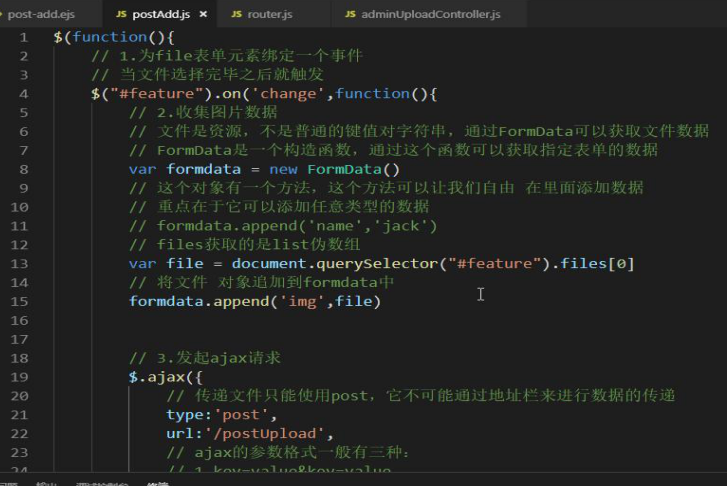 post-add.ejs
JS postAdd.js ×
JS router.js
JS adminUploadController.js
1 $(function(){
2 // 1.为file表单元素绑定一个事件
3 // 当文件选择完毕之后就触发
4 $("#feature").on('change',function(){
5 // 2.收集图片数据
6 // 文件是资源，不是普通的键值对字符串，通过FormData可以获取文件数据
7 // FormData是一个构造函数，通过这个函数可以获取指定表单的数据
8 var formdata = new FormData()
9 // 这个对象有一个方法，这个方法可以让我们自由 在里面添加数据
10 // 重点在于它可以添加任意类型的数据
11 // formdata.append('name','jack')
12 // files获取的是list伪数组
13 var file = document.querySelector("#feature").files[0]
14 // 将文件 对象追加到formdata中
15 formdata.append('img',file)
16
17
18 // 3.发起ajax请求
19 $.ajax({
20 // 传递文件只能使用post，它不可能通过地址栏来进行数据的传递
21 type:'post',
22 url:'/postUpload',
23 // ajax的参数格式一般有三种：
24 // 1.key=value&key=value